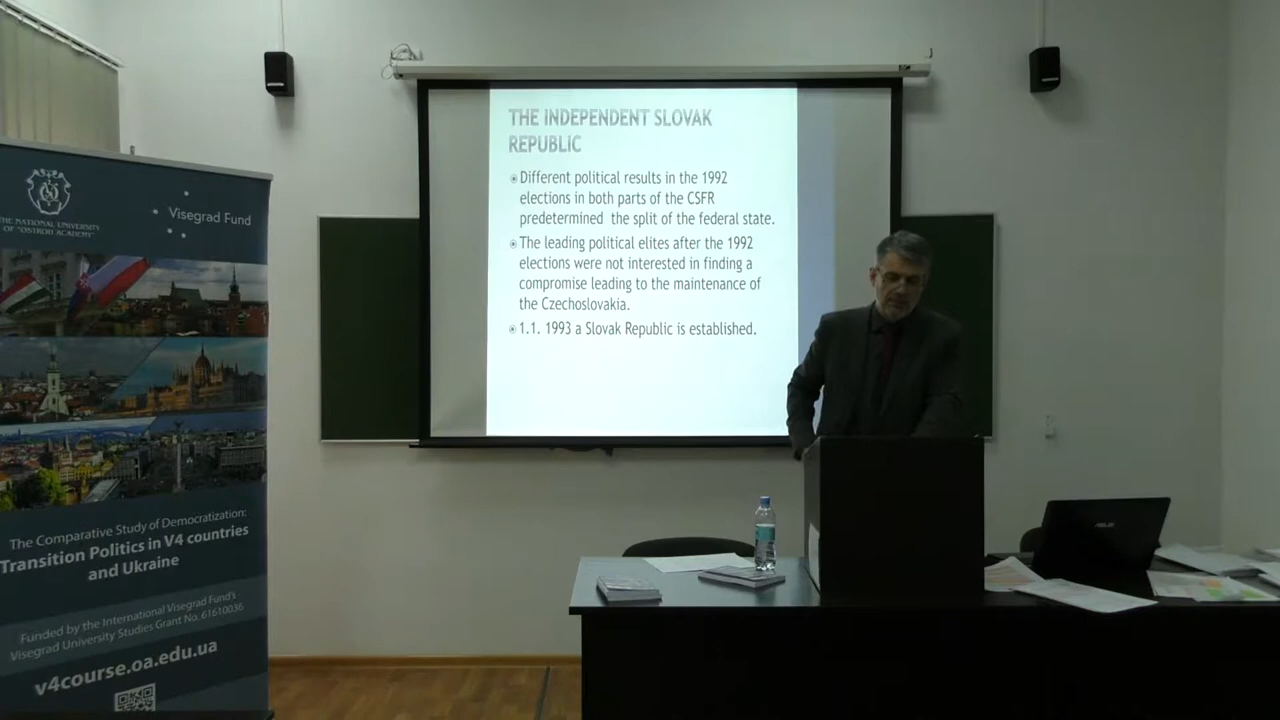 THE NATIONAL UNIVERSITY
OF "OSTROH ACADEMY"
Visegrad Fund
The Comparative Study of Democratization:
Transition Politics in V4 countries
and Ukraine
Funded by the International Visegrad Fund's
Visegrad University Studies Grant No. 61610036
v4course.oa.edu.ua
THE INDEPENDENT SLOVAK
REPUBLIC
Different political results in the 1992
elections in both parts of the CSFR
predetermined the split of the federal state.
The leading political elites after the 1992
elections were not interested in finding a
compromise leading to the maintenance of
the Czechoslovakia.
1.1. 1993 a Slovak Republic is established.
ASUS